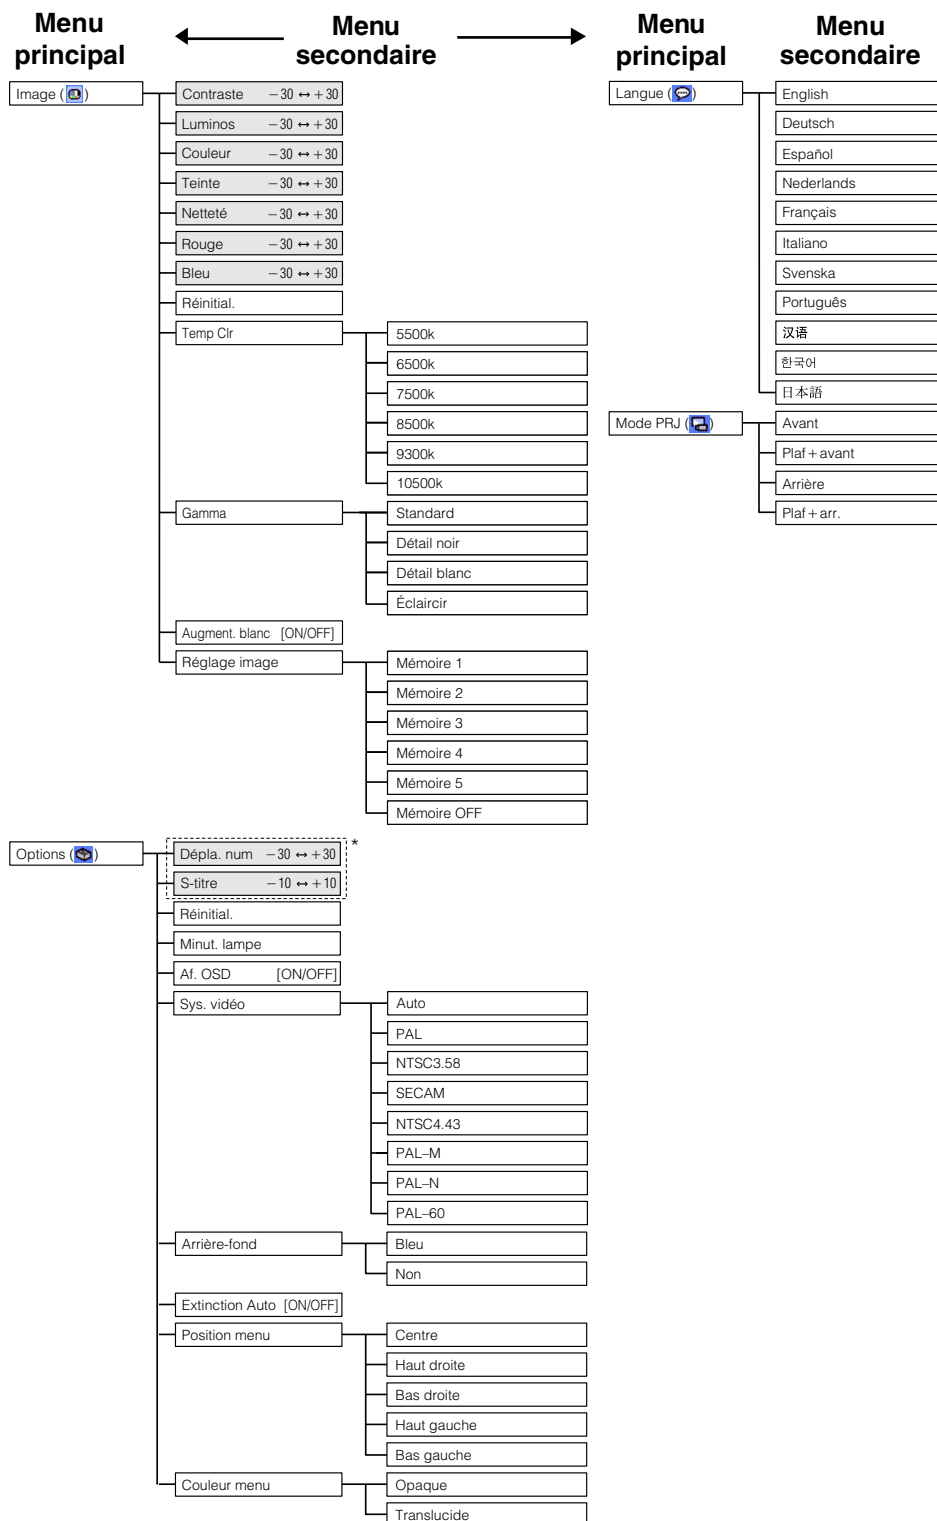 Menu principal
Menu secondaire
Menu principal
Menu secondaire
Image ( )
Contraste −30 ↔ +30
Luminos −30 ↔ +30
Couleur −30 ↔ +30
Teinte −30 ↔ +30
Netteté −30 ↔ +30
Rouge −30 ↔ +30
Bleu −30 ↔ +30
Réinitial.
Temp Clr
5500k
6500k
7500k
8500k
9300k
10500k
Gamma
Standard
Détail noir
Détail blanc
Éclaircir
Augment. blanc [ON/OFF]
Réglage image
Mémoire 1
Mémoire 2
Mémoire 3
Mémoire 4
Mémoire 5
Mémoire OFF
Options ( )
Dépla. num −30 ↔ +30 *
S-titre −10 ↔ +10
Réinitial.
Minut. lampe
Af. OSD [ON/OFF]
Sys. vidéo
Auto
PAL
NTSC3.58
SECAM
NTSC4.43
PAL–M
PAL–N
PAL–60
Arrière-fond
Bleu
Non
Extinction Auto [ON/OFF]
Position menu
Centre
Haut droite
Bas droite
Haut gauche
Bas gauche
Couleur menu
Opaque
Translucide
Langue ( )
English
Deutsch
Español
Nederlands
Français
Italiano
Svenska
Português
汉语
한국어
日本語
Mode PRJ ( )
Avant
Plaf+avant
Arrière
Plaf+arr.